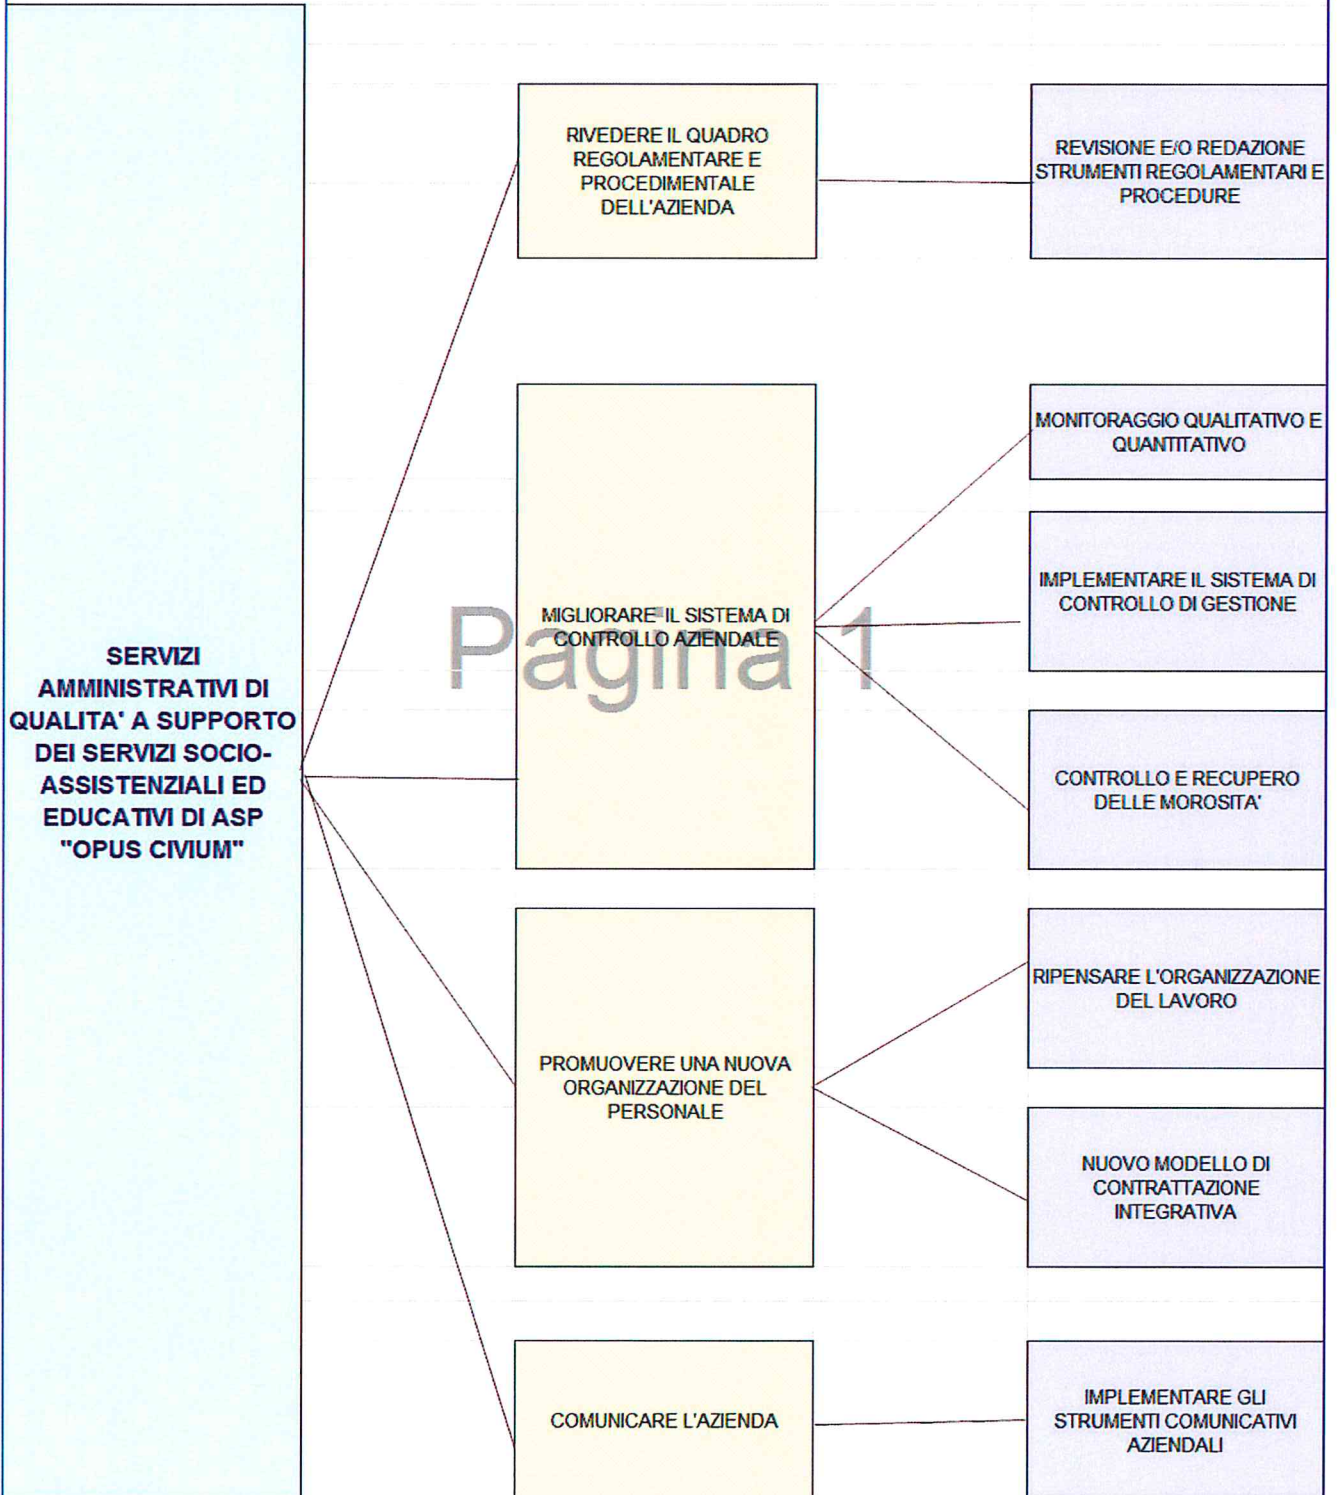 SERVIZI
AMMINISTRATIVI DI
QUALITA' A SUPPORTO
DEI SERVIZI SOCIO-
ASSISTENZIALI ED
EDUCATIVI DI ASP
"OPUS CIVIUM"
RIVEDERE IL QUADRO
REGOLAMENTARE E
PROCEDIMENTALE
DELL'AZIENDA
REVISIONE E/O REDAZIONE
STRUMENTI REGOLAMENTARI E
PROCEDURE
MIGLIORARE IL SISTEMA DI
CONTROLLO AZIENDALE
Pagina 1
MONITORAGGIO QUALITATIVO E
QUANTITATIVO
IMPLEMENTARE IL SISTEMA DI
CONTROLLO DI GESTIONE
CONTROLLO E RECUPERO
DELLE MOROSITA'
PROMUOVERE UNA NUOVA
ORGANIZZAZIONE DEL
PERSONALE
RIPENSARE L'ORGANIZZAZIONE
DEL LAVORO
NUOVO MODELLO DI
CONTRATTAZIONE
INTEGRATIVA
COMUNICARE L'AZIENDA
IMPLEMENTARE GLI
STRUMENTI COMUNICATIVI
AZIENDALI